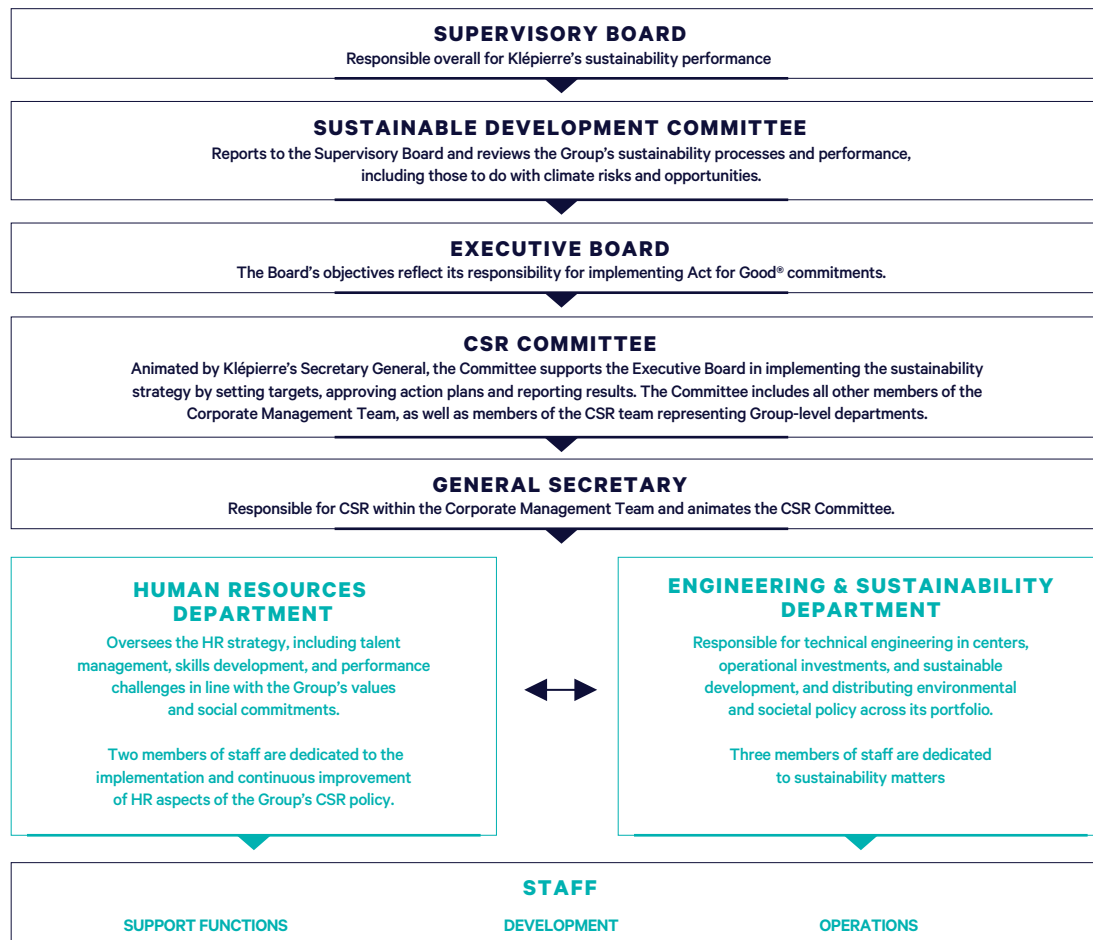 SUPERVISORY BOARD
Responsible overall for Klépierre's sustainability performance
SUSTAINABLE DEVELOPMENT COMMITTEE
Reports to the Supervisory Board and reviews the Group's sustainability processes and performance,
including those to do with climate risks and opportunities.
EXECUTIVE BOARD
The Board's objectives reflect its responsibility for implementing Act for Good® commitments.
CSR COMMITTEE
Animated by Klépierre's Secretary General, the Committee supports the Executive Board in implementing the sustainability
strategy by setting targets, approving action plans and reporting results. The Committee includes all other members of the
Corporate Management Team, as well as members of the CSR team representing Group-level departments.
GENERAL SECRETARY
Responsible for CSR within the Corporate Management Team and animates the CSR Committee.
HUMAN RESOURCES
DEPARTMENT
Oversees the HR strategy, including talent
management, skills development, and performance
challenges in line with the Group's values
and social commitments.
Two members of staff are dedicated to the
implementation and continuous improvement
of HR aspects of the Group's CSR policy.
ENGINEERING & SUSTAINABILITY
DEPARTMENT
Responsible for technical engineering in centers,
operational investments, and sustainable
development, and distributing environmental
and societal policy across its portfolio.
Three members of staff are dedicated
to sustainability matters
STAFF
SUPPORT FUNCTIONS
DEVELOPMENT
OPERATIONS